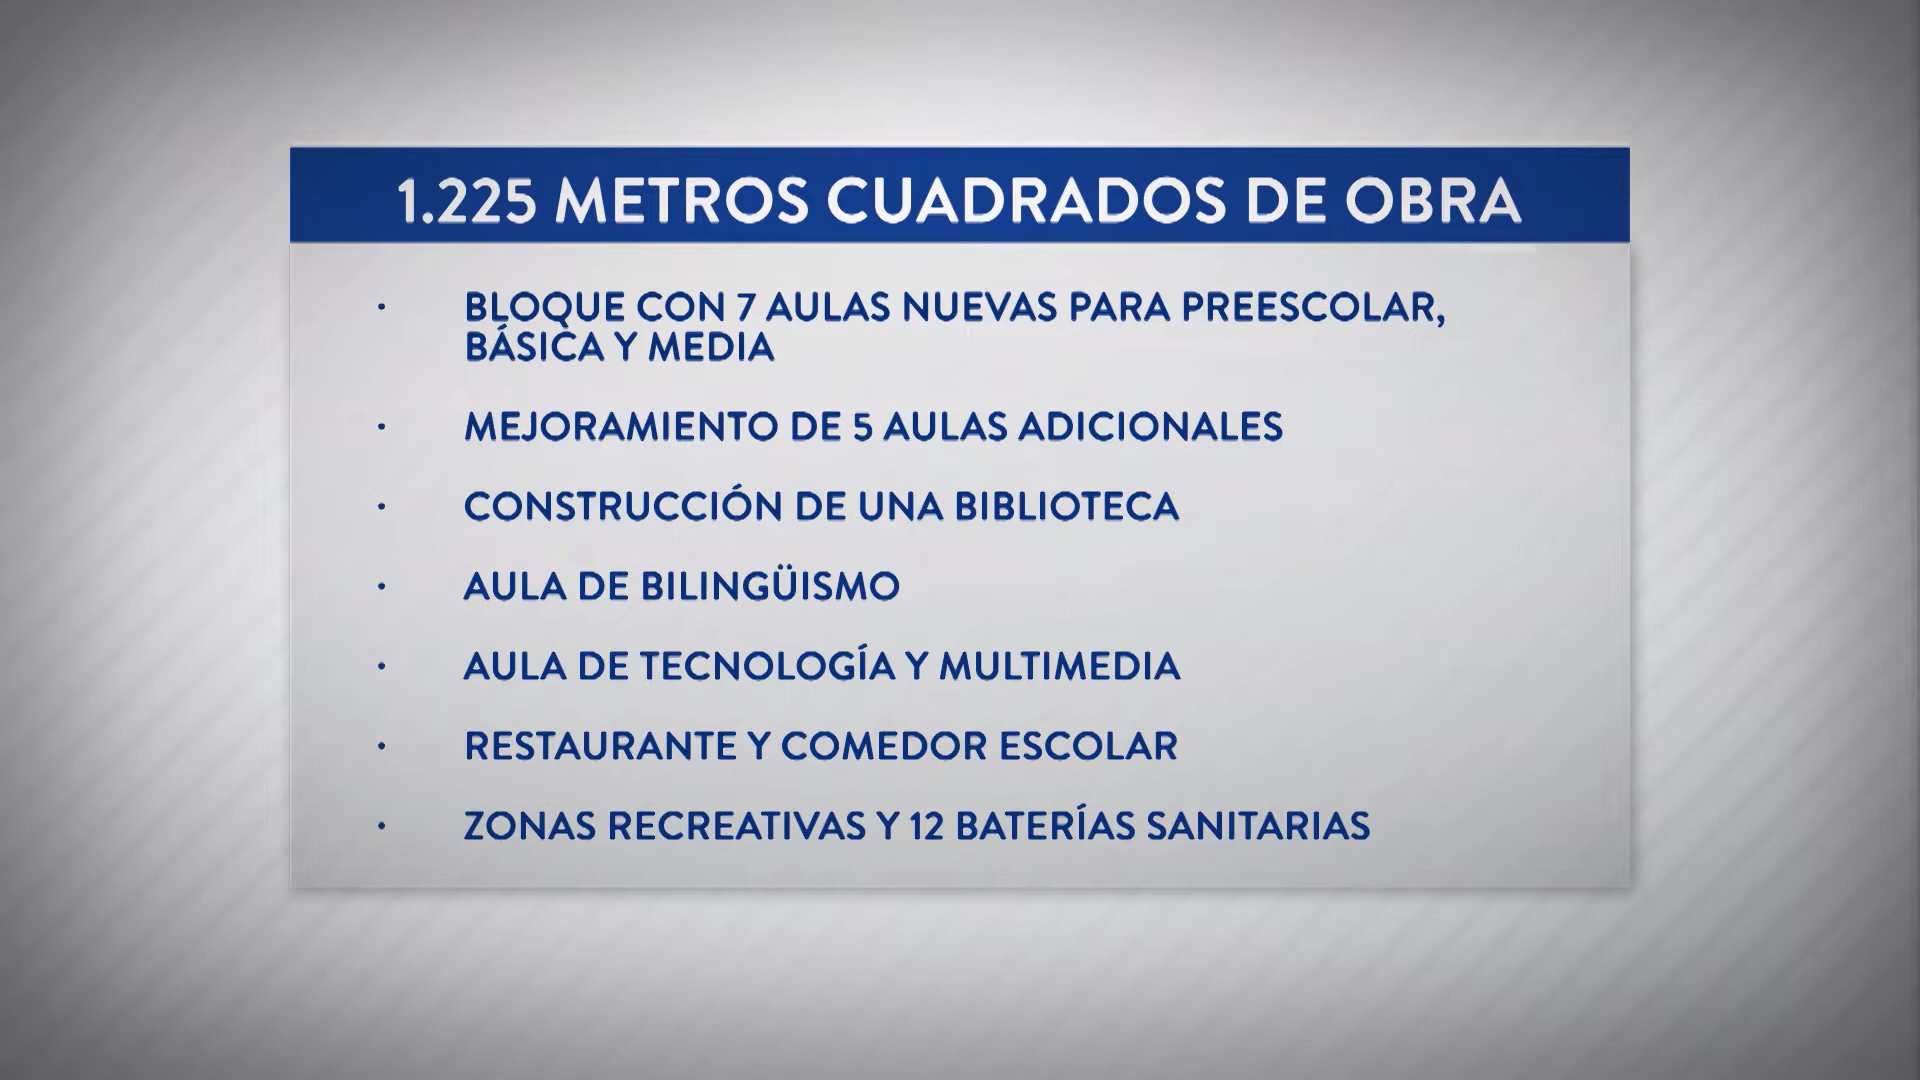 1.225 METROS CUADRADOS DE OBRA
· BLOQUE CON 7 AULAS NUEVAS PARA PREESCOLAR,
BÁSICA Y MEDIA
· MEJORAMIENTO DE 5 AULAS ADICIONALES
· CONSTRUCCIÓN DE UNA BIBLIOTECA
· AULA DE BILINGÜISMO
· AULA DE TECNOLOGÍA Y MULTIMEDIA
· RESTAURANTE Y COMEDOR ESCOLAR
· ZONAS RECREATIVAS Y 12 BATERÍAS SANITARIAS